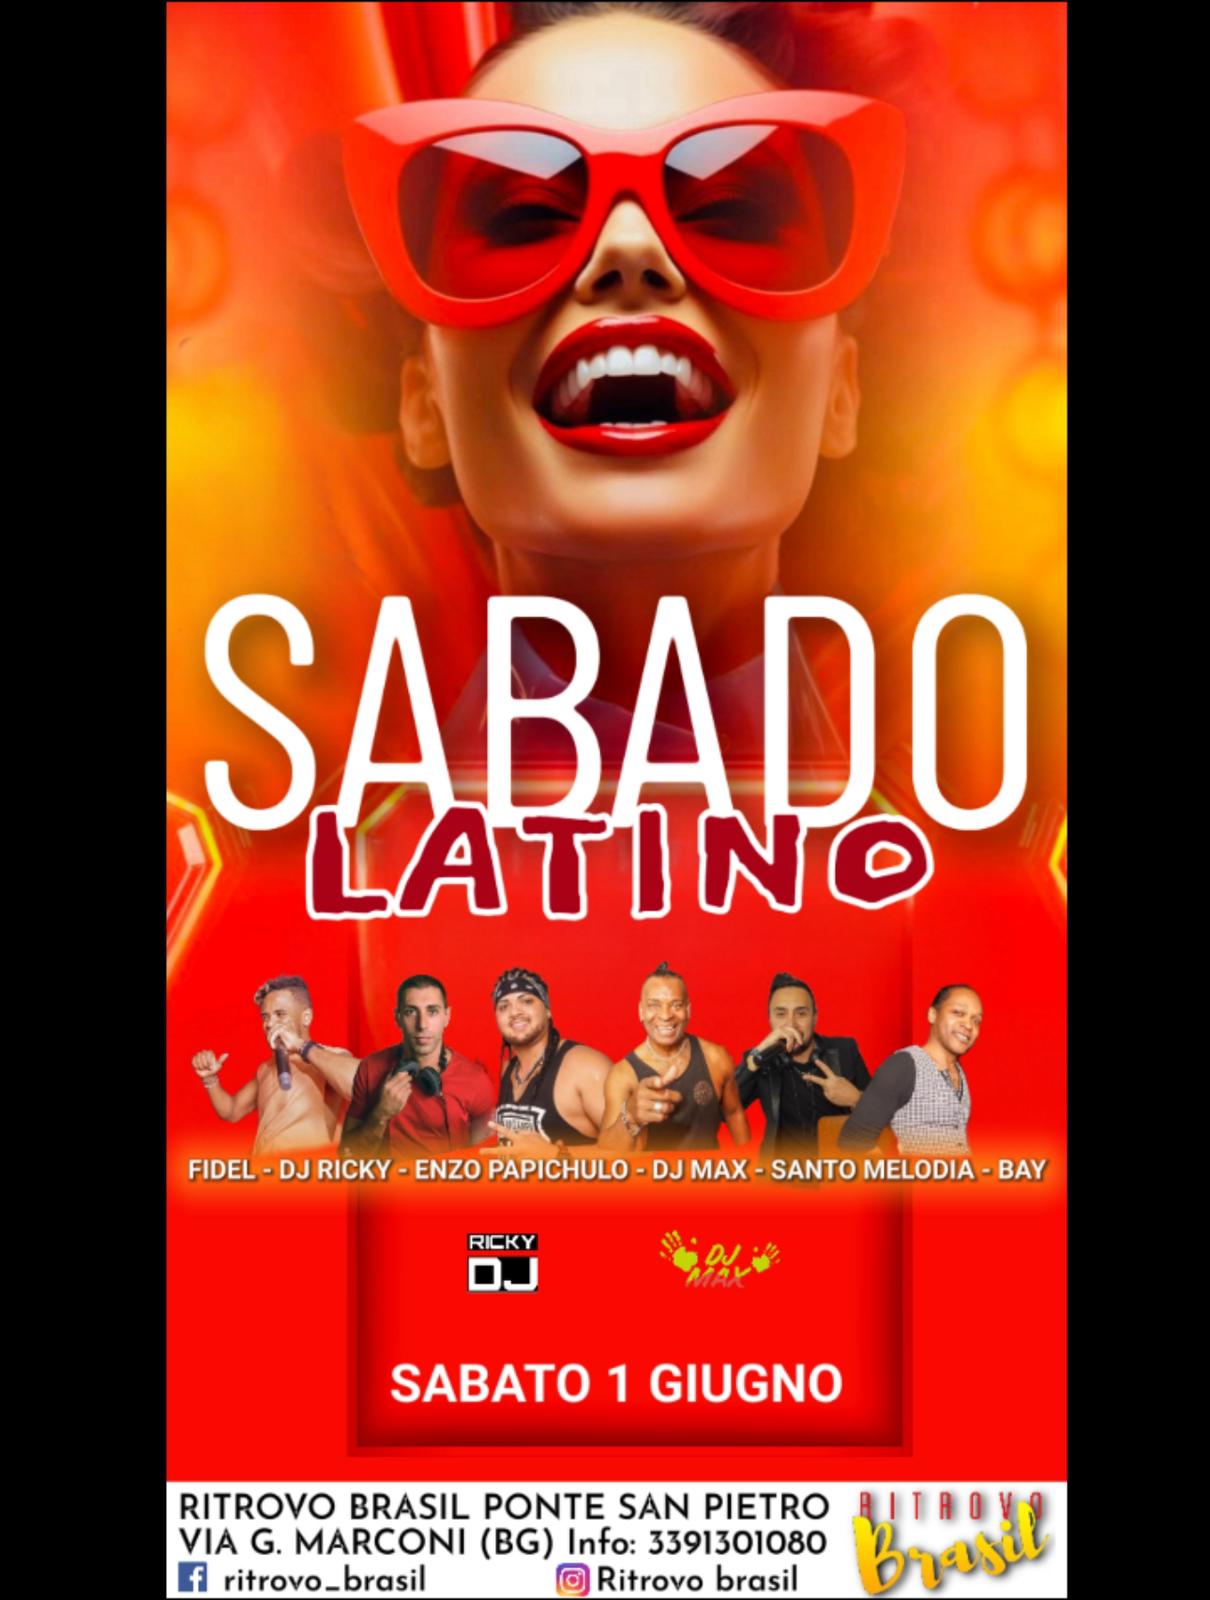 SABADO
LATINO
FIDEL - DJ RICKY - ENZO PAPICHULO - DJ MAX - SANTO MELODIA - BAY
RICKY
DJ
DJ
MAX
SABATO 1 GIUGNO
RITROVO BRASIL PONTE SAN PIETRO
VIA G. MARCONI (BG) Info: 3391301080
ritrovo_brasil
Ritrovo brasil
RITROVO
Brasil